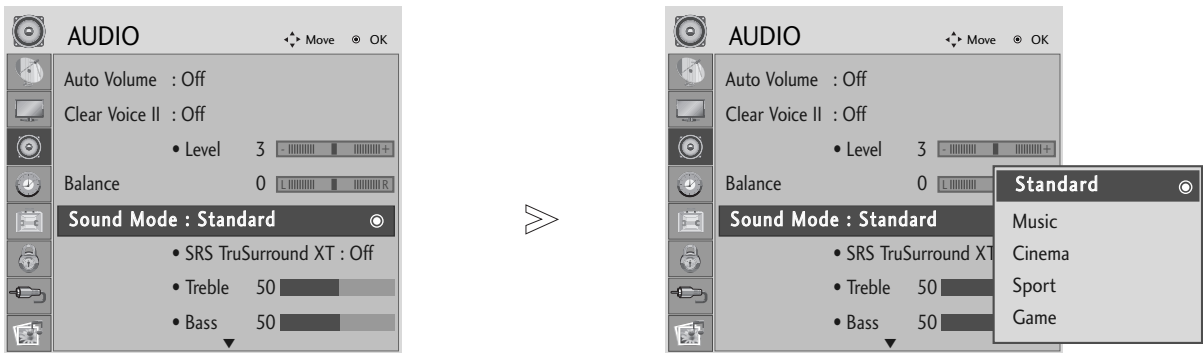 AUDIO
Move
OK
Auto Volume : Off
Clear Voice II : Off
• Level 3 - +
Balance 0 L R
Sound Mode : Standard
• SRS TruSurround XT : Off
• Treble 50
• Bass 50
AUDIO
Move
OK
Auto Volume : Off
Clear Voice II : Off
• Level 3 - +
Balance 0 L
Sound Mode : Standard
• SRS TruSurround XT
• Treble 50
• Bass 50
Standard
Music
Cinema
Sport
Game